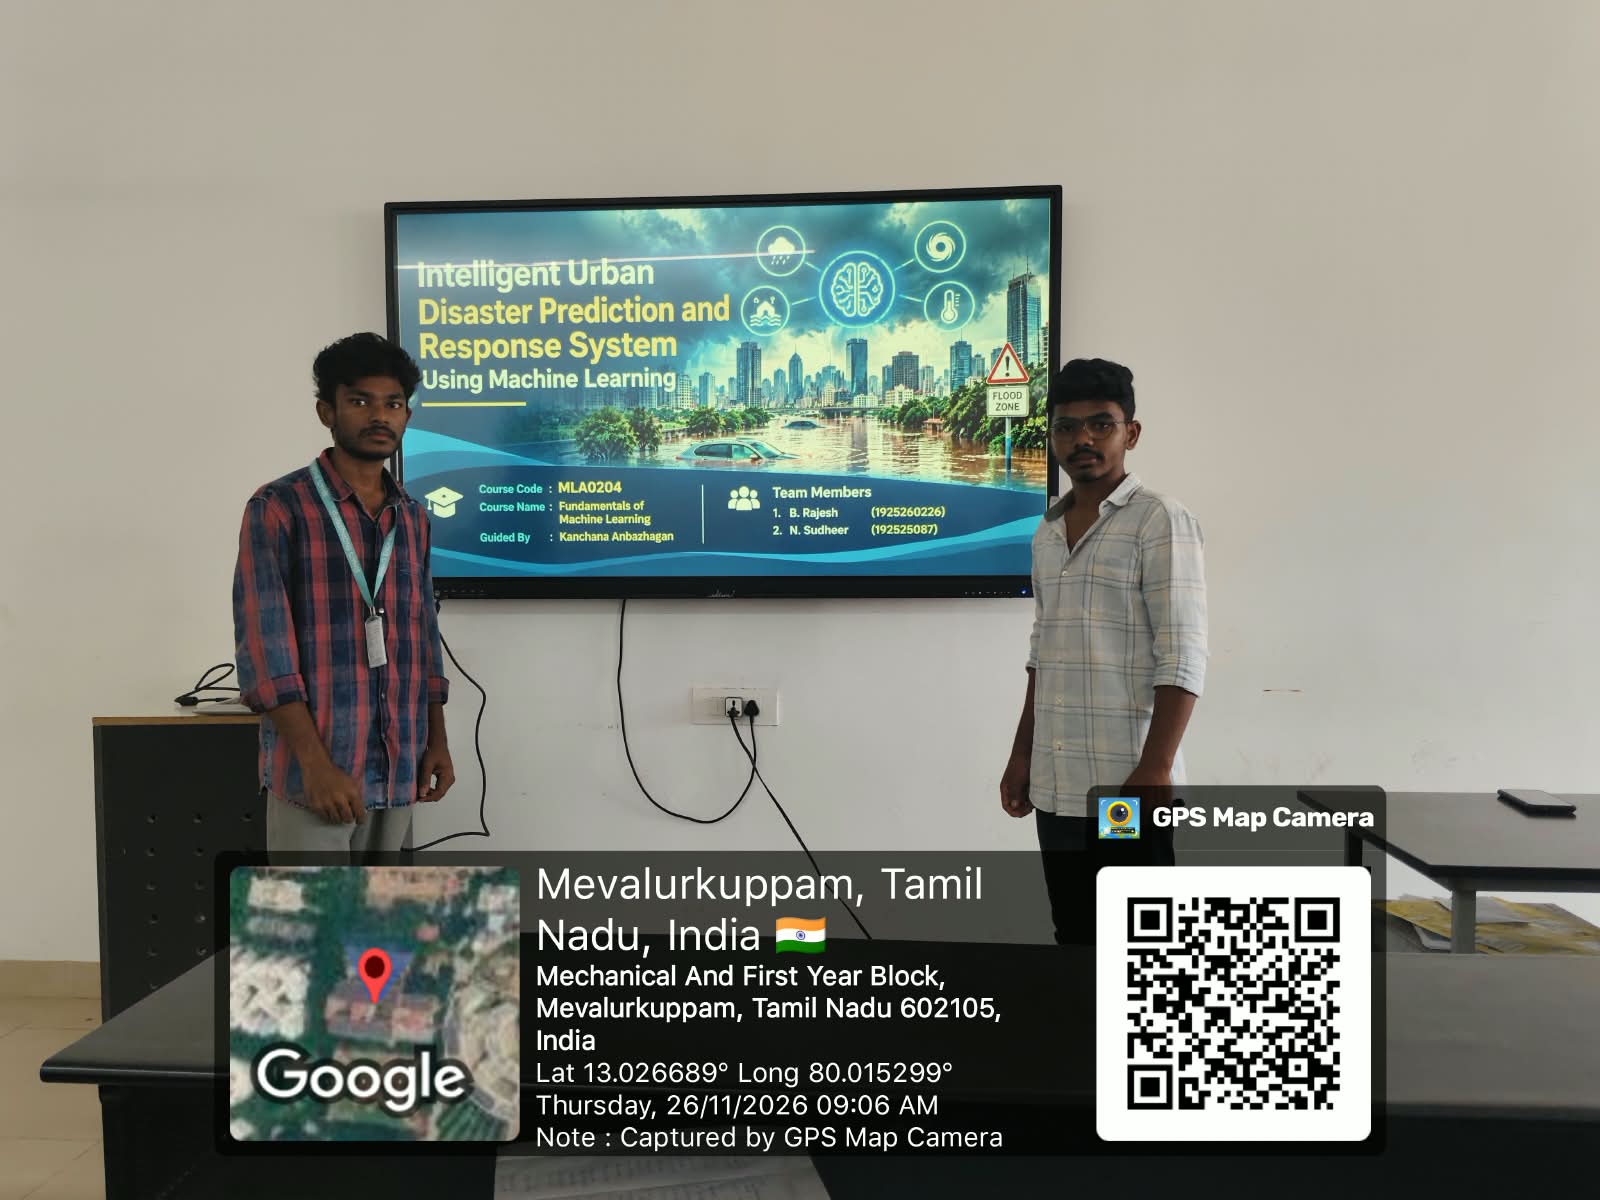 Intelligent Urban
Disaster Prediction and
Response System
Using Machine Learning
FLOOD
ZONE
Course Code : MLA0204
Course Name : Fundamentals of
Machine Learning
Guided By : Kanchana Anbazhagan
Team Members
1. B. Rajesh (1925260226)
2. N. Sudheer (192525087)
GPS Map Camera
Mevalurkuppam, Tamil
Nadu, India 🇮🇳
Mechanical And First Year Block,
Mevalurkuppam, Tamil Nadu 602105,
India
Lat 13.026689° Long 80.015299°
Thursday, 26/11/2026 09:06 AM
Note : Captured by GPS Map Camera
Google